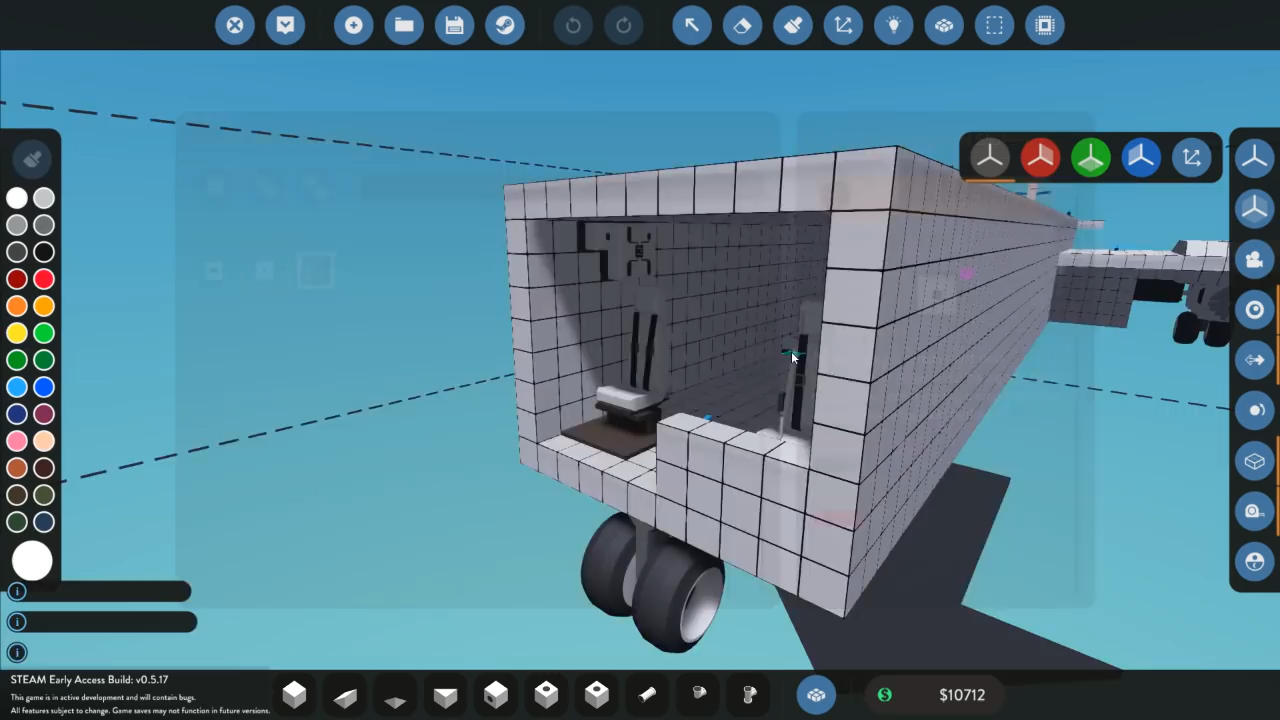 STEAM Early Access Build: v0.5.17
This game is in active development and will contain bugs.
All features subject to change. Game saves may not function in future versions.
$10712